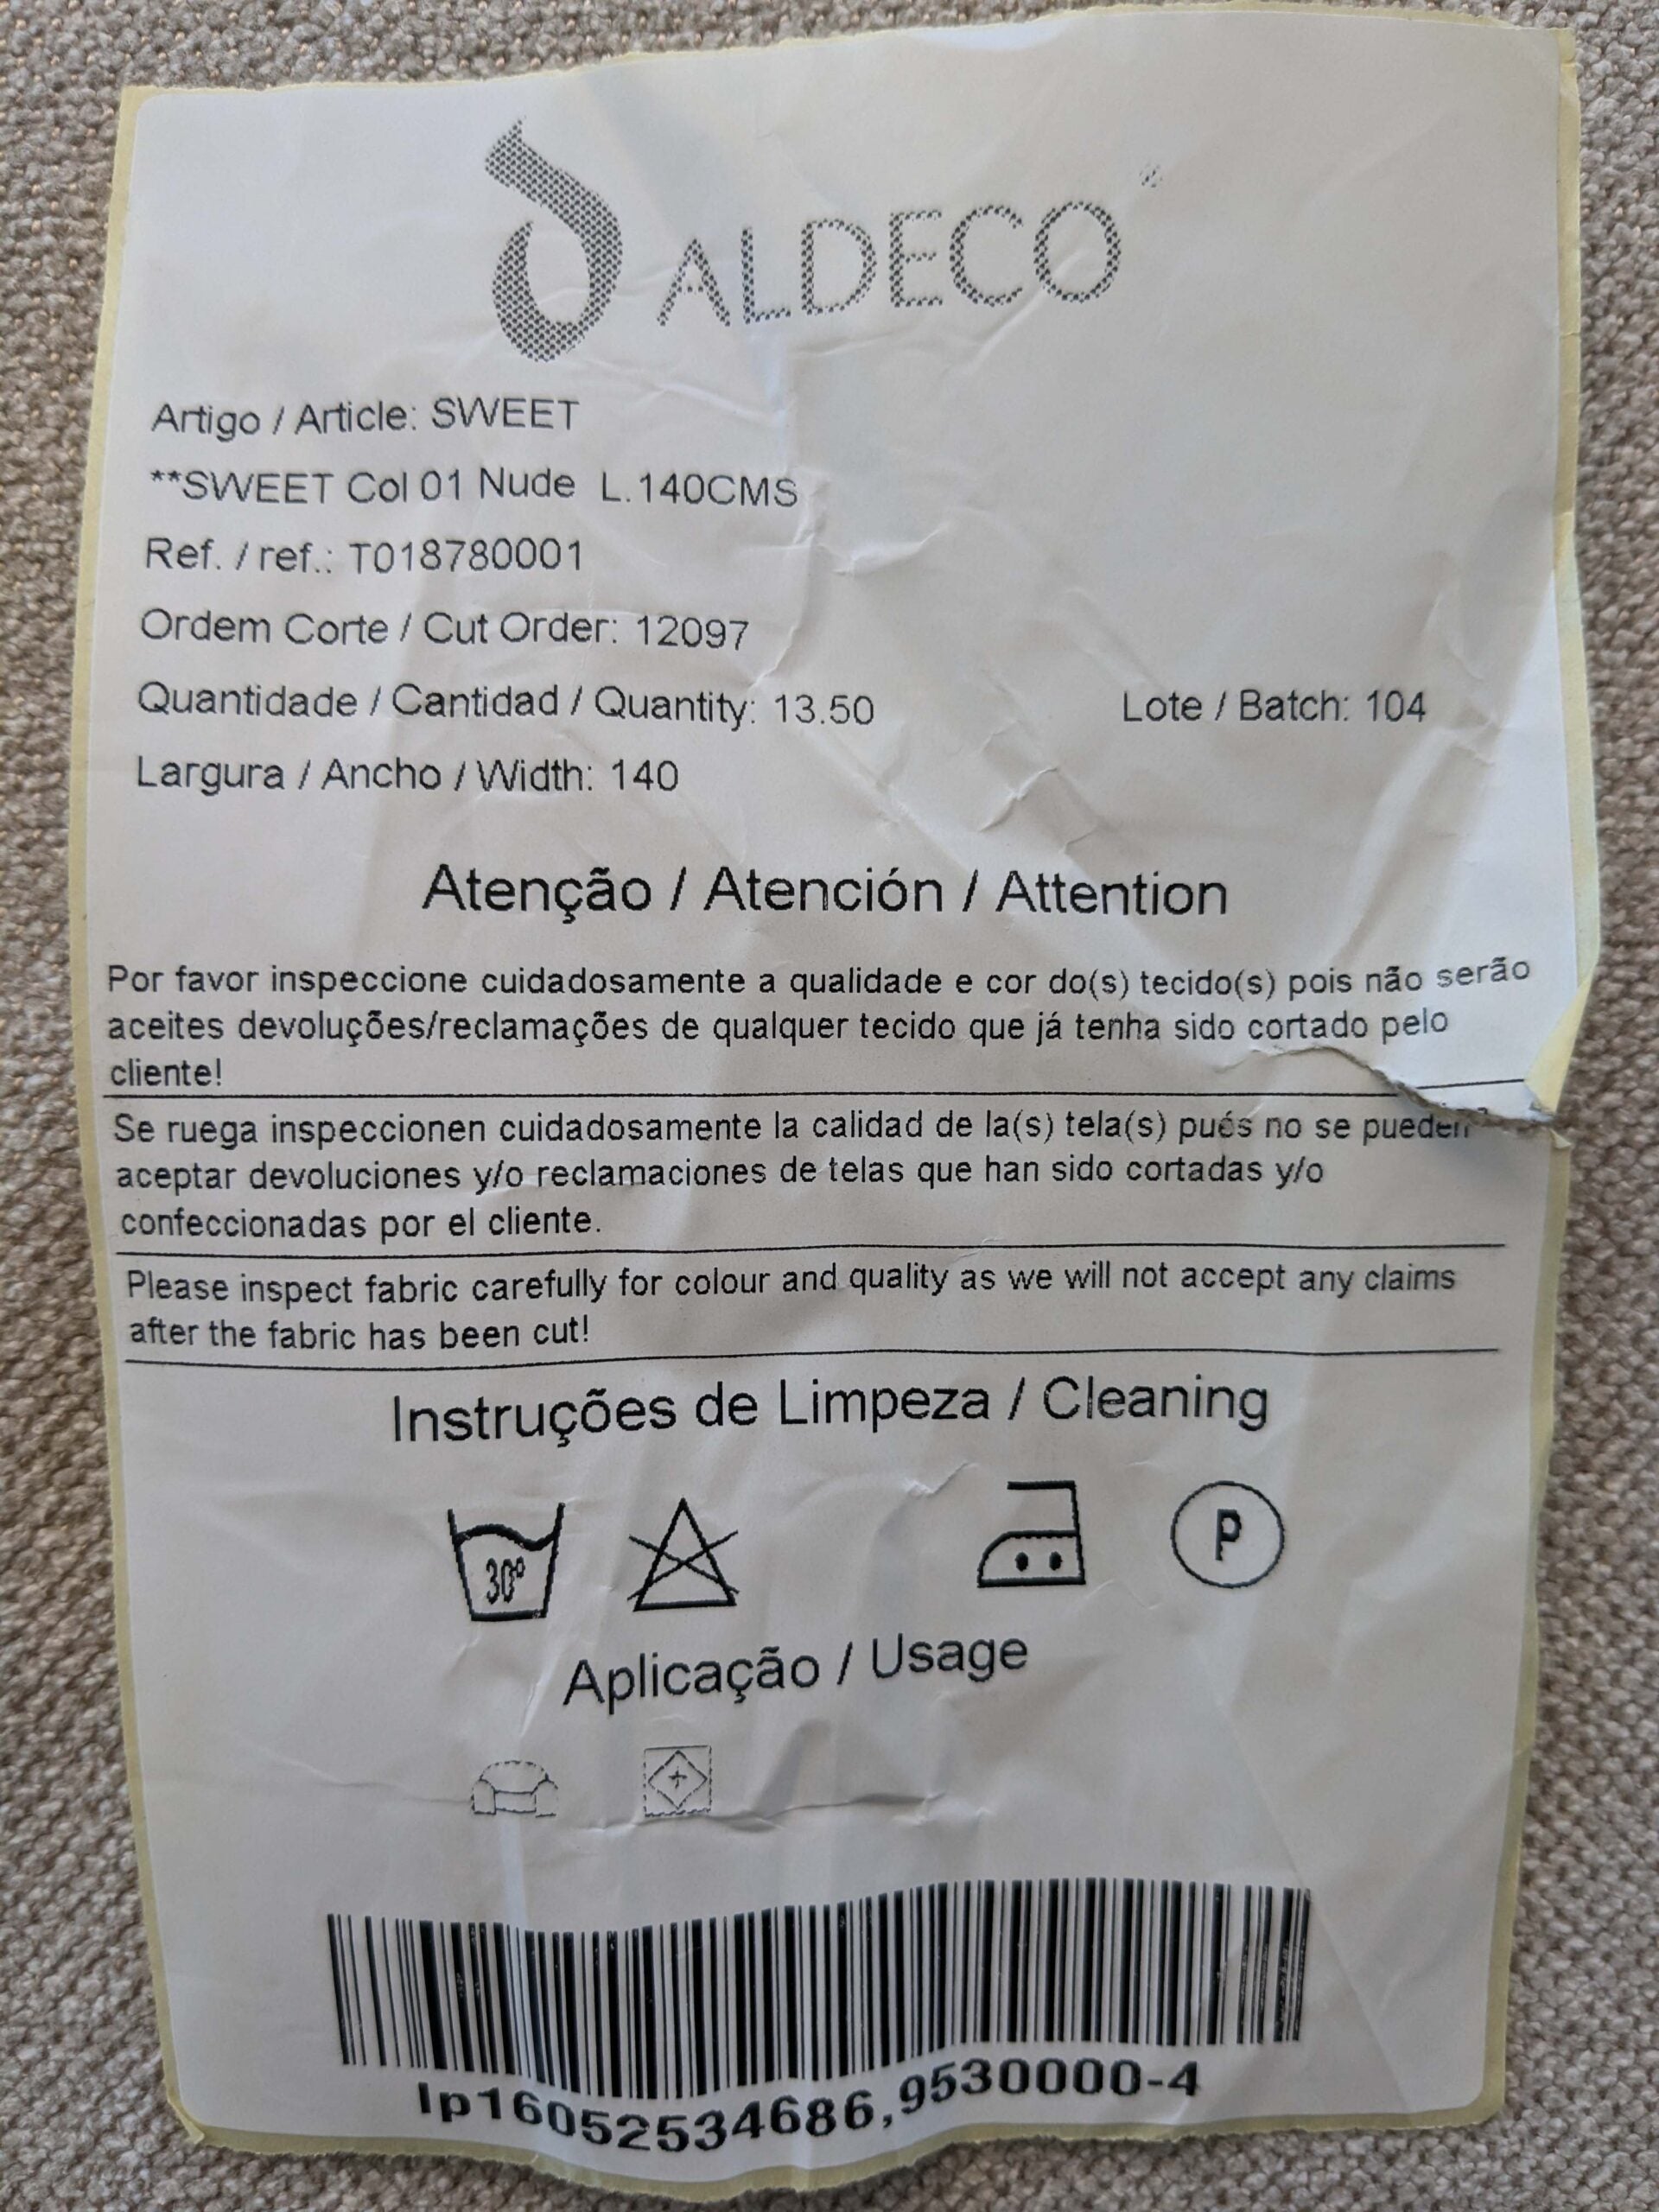 ALDECO®
Artigo / Article: SWEET
**SWEET Col 01 Nude L.140CMS
Ref. / ref.: T018780001
Ordem Corte / Cut Order: 12097
Quantidade / Cantidad / Quantity: 13.50 Lote / Batch: 104
Largura / Ancho / Width: 140
Atenção / Atención / Attention
Por favor inspeccione cuidadosamente a qualidade e cor do(s) tecido(s) pois não serão
aceites devoluções/reclamações de qualquer tecido que já tenha sido cortado pelo
cliente!
Se ruega inspeccionen cuidadosamente la calidad de la(s) tela(s) pués no se pueden
aceptar devoluciones y/o reclamaciones de telas que han sido cortadas y/o
confeccionadas por el cliente.
Please inspect fabric carefully for colour and quality as we will not accept any claims
after the fabric has been cut!
Instruções de Limpeza / Cleaning
30º P
Aplicação / Usage
lp16052534686,9530000-4